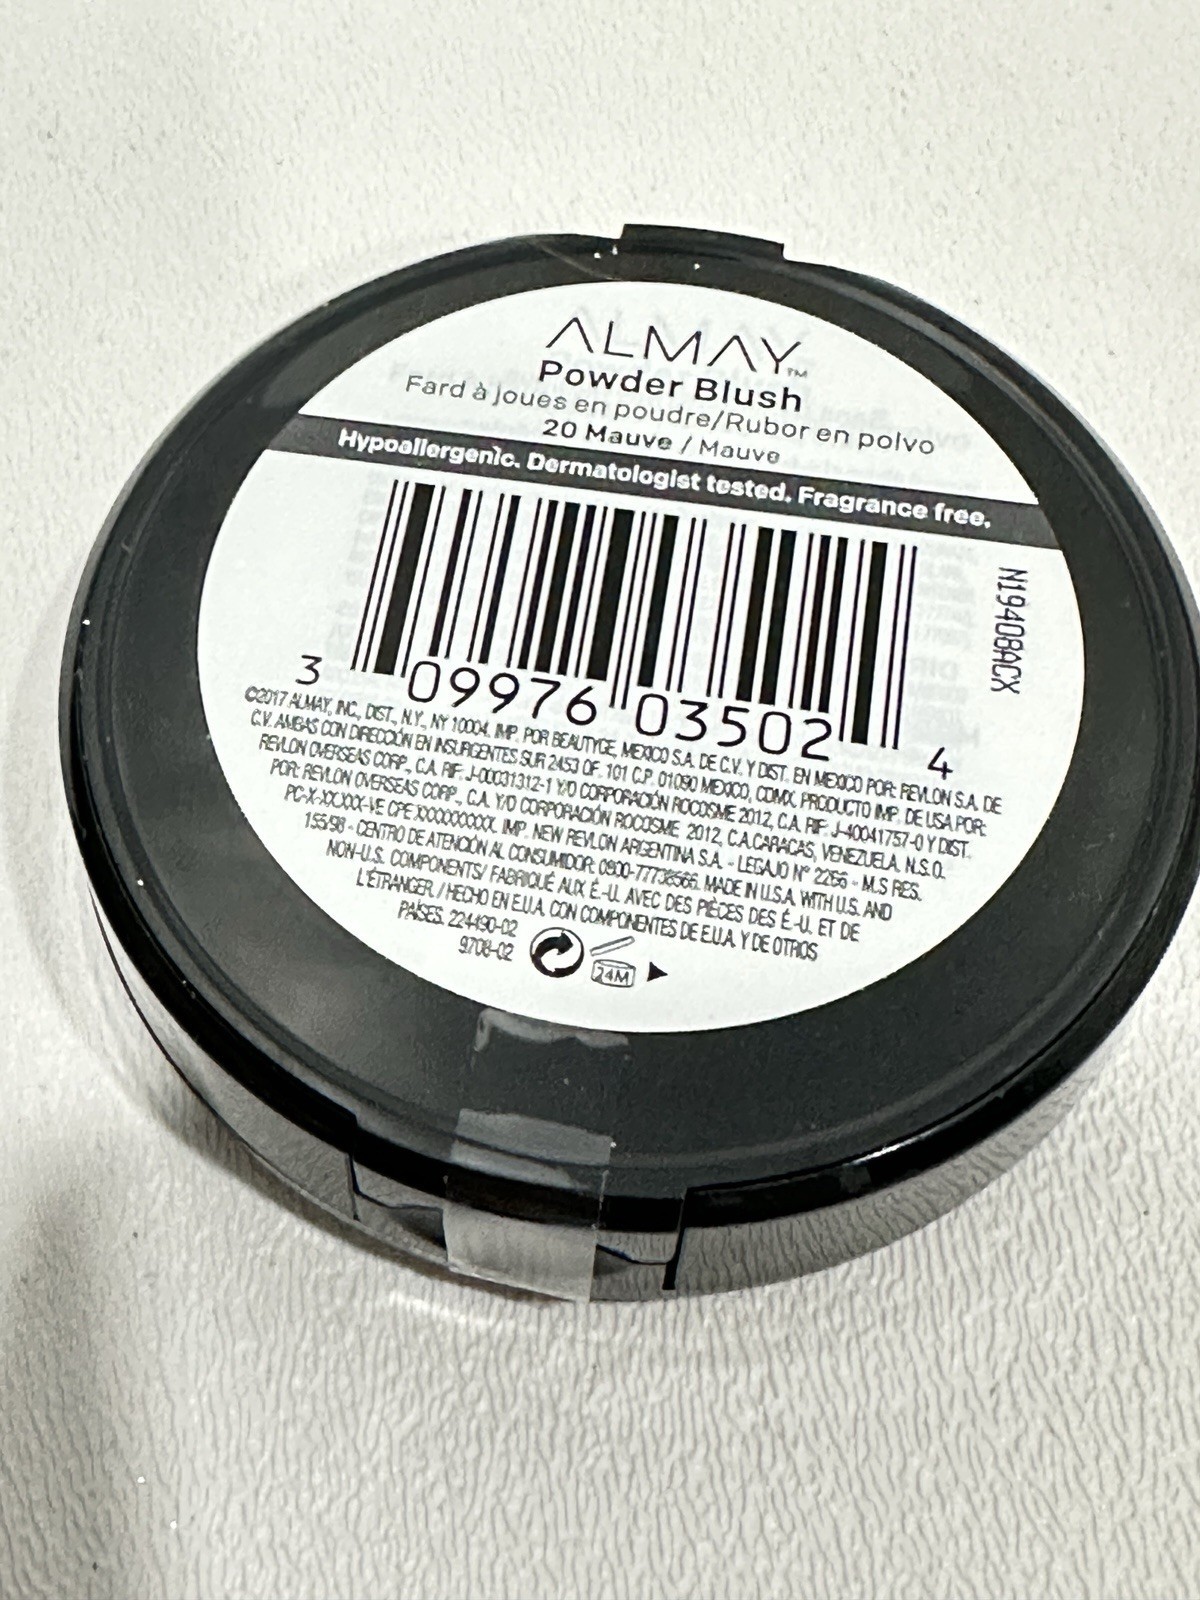 ALMAY™
Powder Blush
Fard à joues en poudre/Rubor en polvo
20 Mauve / Mauve
Hypoallergenic. Dermatologist tested. Fragrance free.
N19408ACX
3 09976 03502 4
©2017 ALMAY, INC., DIST., N.Y., NY 10004. IMP. POR BEAUTYGE, MEXICO S.A. DE C.V. Y DIST. EN MEXICO POR: REVLON S.A. DE
C.V. AMBAS CON DIRECCIÓN EN INSURGENTES SUR 2453 OF. 101 C.P. 01090 MEXICO, CDMX. PRODUCTO IMP. DE USA POR:
REVLON OVERSEAS CORP., C.A. RIF. J-00031312-1 Y/O CORPORACIÓN ROCOSME 2012, C.A. RIF. J-40041757-0 Y DIST.
POR: REVLON OVERSEAS CORP., C.A. Y/O CORPORACIÓN ROCOSME 2012, C.A. CARACAS, VENEZUELA. N.S.O.
PC-X-XX.XXX-VE CPE XXXXXXXXXX. IMP. NEW REVLON ARGENTINA S.A. - LEGAJO N° 2256 - M.S RES.
155/98 - CENTRO DE ATENCIÓN AL CONSUMIDOR: 0800-77738566. MADE IN U.S.A. WITH U.S. AND
NON-U.S. COMPONENTS/ FABRIQUÉ AUX É.-U. AVEC DES PIÈCES DES É.-U. ET DE
L'ÉTRANGER. / HECHO EN E.U.A. CON COMPONENTES DE E.U.A. Y DE OTROS
PAÍSES. 224490-02
9708-02
24M